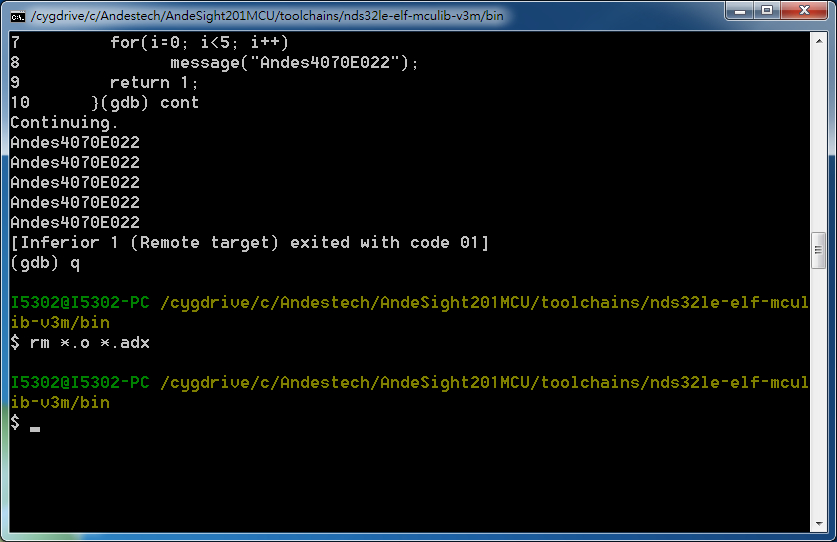 /cygdrive/c/Andestech/AndeSight201MCU/toolchains/nds32le-elf-mculib-v3m/bin
7         for(i=0; i<5; i++)
8               message("Andes4070E022");
9         return 1;
10      }(gdb) cont
Continuing.
Andes4070E022
Andes4070E022
Andes4070E022
Andes4070E022
Andes4070E022
[Inferior 1 (Remote target) exited with code 01]
(gdb) q
I5302@I5302-PC /cygdrive/c/Andestech/AndeSight201MCU/toolchains/nds32le-elf-mcul
ib-v3m/bin
$ rm *.o *.adx
I5302@I5302-PC /cygdrive/c/Andestech/AndeSight201MCU/toolchains/nds32le-elf-mcul
ib-v3m/bin
$